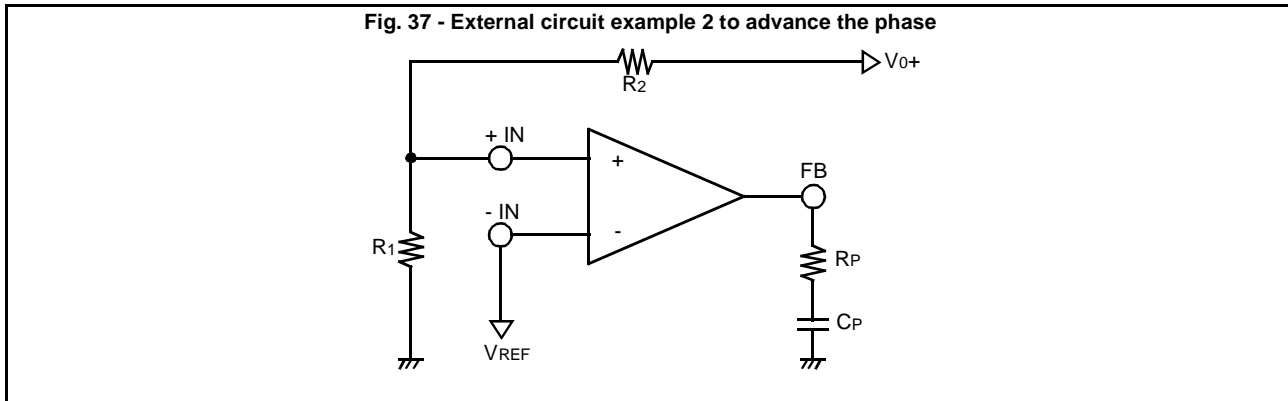 Fig. 37 - External circuit example 2 to advance the phase
V0+
R2
+ IN
+
FB
- IN
-
R1
RP
CP
VREF